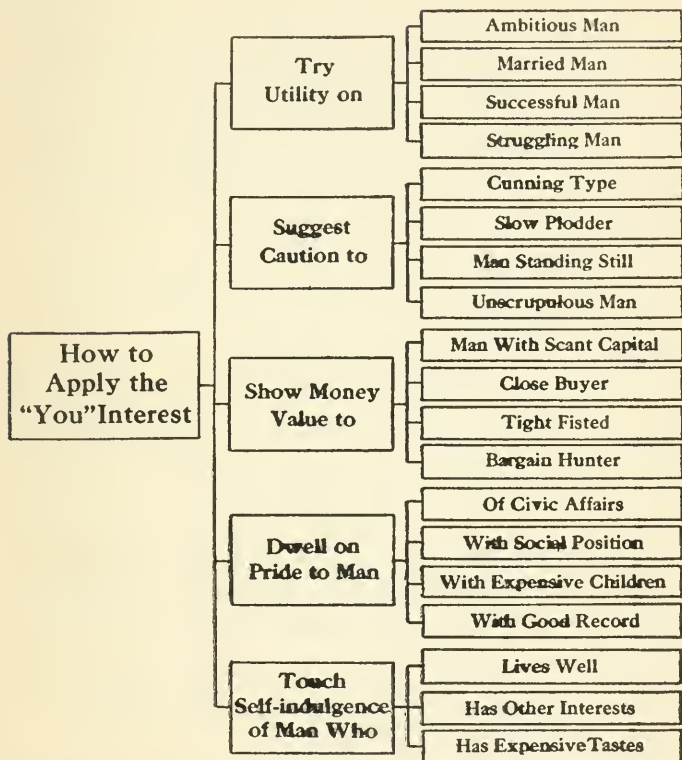 How to
Apply the
“You”Interest
Try
Utility on
Ambitious Man
Married Man
Successful Man
Struggling Man
Suggest
Caution to
Cunning Type
Slow Plodder
Man Standing Still
Unscrupulous Man
Show Money
Value to
Man With Scant Capital
Close Buyer
Tight Fisted
Bargain Hunter
Dwell on
Pride to Man
Of Civic Affairs
With Social Position
With Expensive Children
With Good Record
Touch
Self-indulgence
of Man Who
Lives Well
Has Other Interests
Has Expensive Tastes